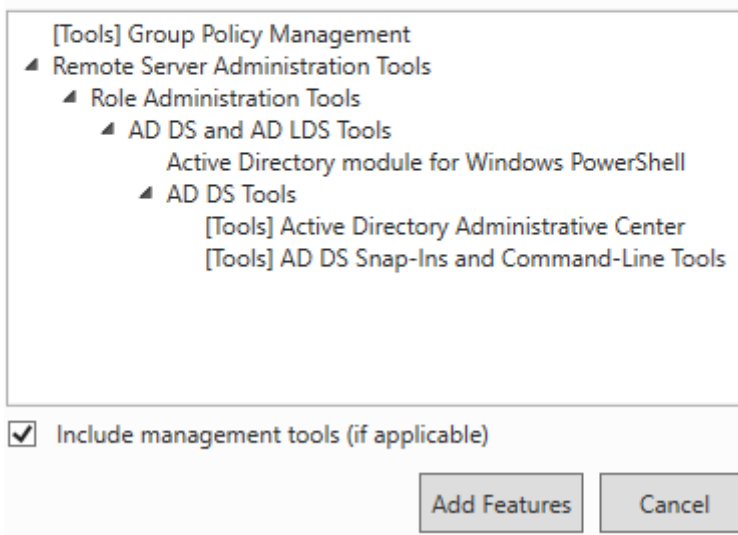 [Tools] Group Policy Management
Remote Server Administration Tools
Role Administration Tools
AD DS and AD LDS Tools
Active Directory module for Windows PowerShell
AD DS Tools
[Tools] Active Directory Administrative Center
[Tools] AD DS Snap-Ins and Command-Line Tools
Include management tools (if applicable)
Add Features Cancel